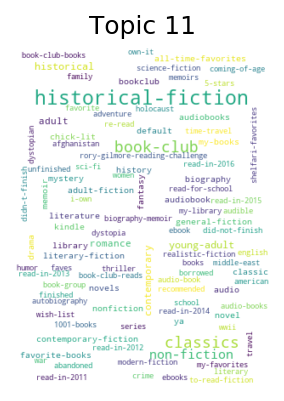 Topic 11
own-it
book-club-books
all-time-favorites
historical
science-fiction
coming-of-age
family
memoirs
bookclub
5-stars
historical-fiction
favorite
holocaust
audiobooks
adventure
adult
re-read
time-travel
chick-lit
default
my-books
afghanistan
book-club
dystopian
shelfari-favorites
rory-gilmore-reading-challenge
read-in-2016
unfinished
sci-fi
history
mystery
women
biography
didn-t-finish
memoir
adult-fiction
fantasy
read-for-school
i-own
audiobook
read-in-2015
literature
biography-memoir
my-library
audible
kindle
general-fiction
dystopia
ebook
did-not-finish
drama
library
romance
young-adult
literary-fiction
contemporary
realistic-fiction
english
humor
faves
thriller
books
middle-east
read-in-2013
book-club-reads
borrowed
classic
audio-book
book-group
novels
recommended
audio
american
finished
autobiography
school
audio-books
nonfiction
read-in-2014
novel
wish-list
series
ya
wwii
1001-books
travel
contemporary-fiction
classics
read-in-2012
favorite-books
non-fiction
war
modern-fiction
my-favorites
abandoned
literary
read-in-2011
crime
ebooks
to-read-fiction